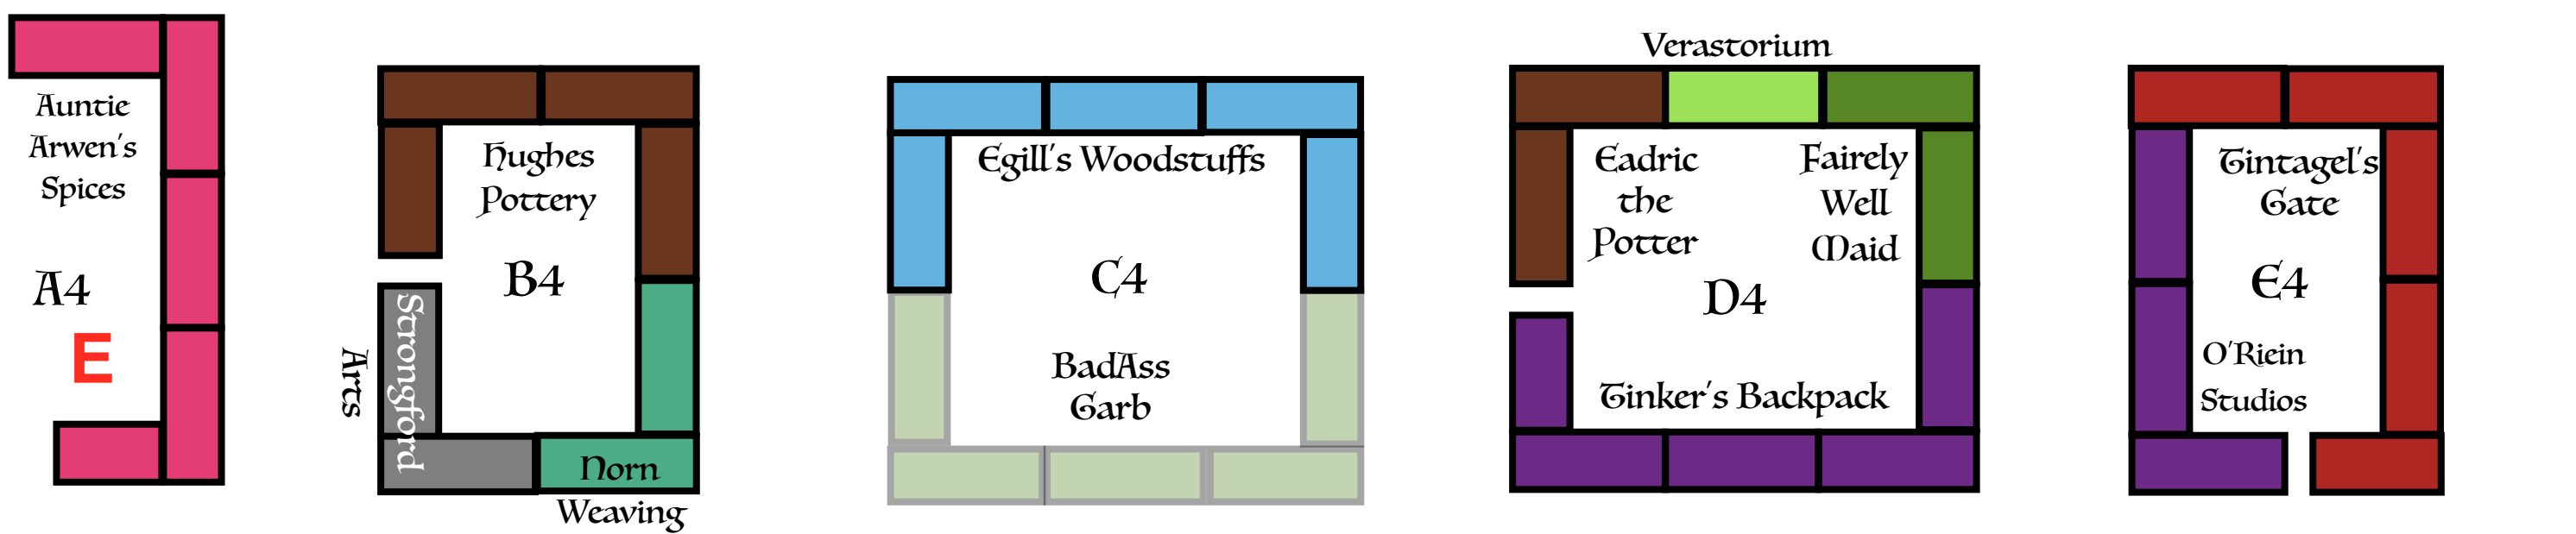 Auntie
Arwen's
Spices
A4
E
Hughes
Pottery
B4
Strongford
Arts
Norn
Weaving
Egill's Woodstuffs
C4
BadAss
Garb
Verastorium
Eadric
the
Potter
Fairely
Well
Maid
D4
Tinker's Backpack
Tintagel's
Gate
E4
O'Riein
Studios